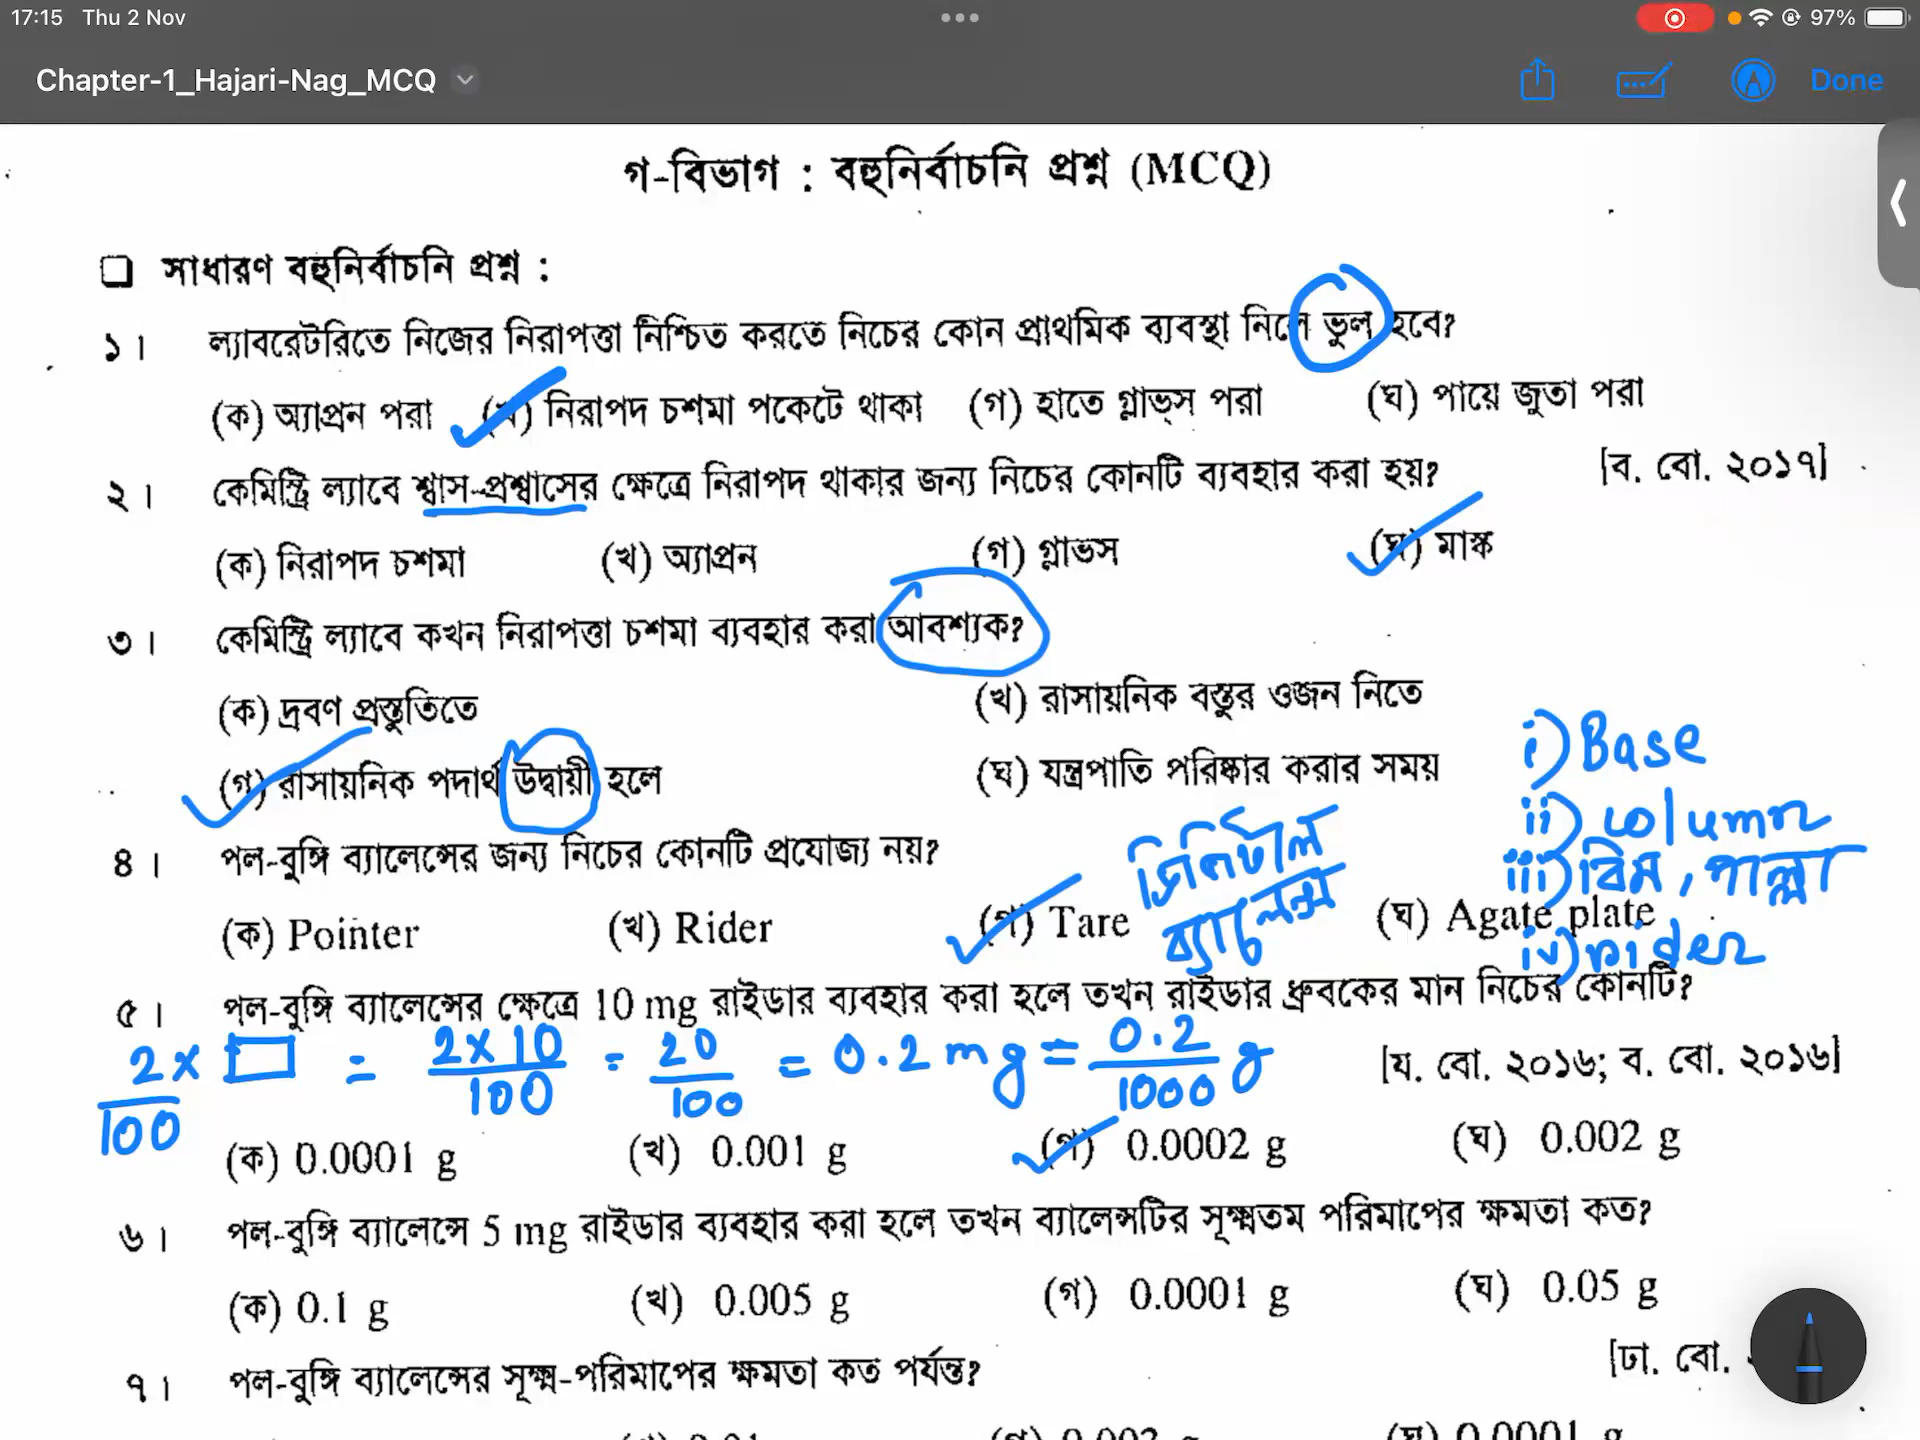 17:15 Thu 2 Nov
97%
Chapter-1_Hajari-Nag_MCQ
Done
গ-বিভাগ : বহুনির্বাচনি প্রশ্ন (MCQ)
সাধারণ বহুনির্বাচনি প্রশ্ন :
১। ল্যাবরেটরিতে নিজের নিরাপত্তা নিশ্চিত করতে নিচের কোন প্রাথমিক ব্যবস্থা নিলে ভুল হবে?
(ক) অ্যাপ্রন পরা (খ) নিরাপদ চশমা পকেটে থাকা (গ) হাতে গ্লাভ্স পরা (ঘ) পায়ে জুতা পরা
২। কেমিস্ট্রি ল্যাবে শ্বাস-প্রশ্বাসের ক্ষেত্রে নিরাপদ থাকার জন্য নিচের কোনটি ব্যবহার করা হয়? [ব. বো. ২০১৭]
(ক) নিরাপদ চশমা (খ) অ্যাপ্রন (গ) গ্লাভস (ঘ) মাস্ক
৩। কেমিস্ট্রি ল্যাবে কখন নিরাপত্তা চশমা ব্যবহার করা আবশ্যক?
(ক) দ্রবণ প্রস্তুতিতে (খ) রাসায়নিক বস্তুর ওজন নিতে
(গ) রাসায়নিক পদার্থ উদ্বায়ী হলে (ঘ) যন্ত্রপাতি পরিষ্কার করার সময়
i) Base
ii) column
iii) বিম, পাল্লা
iv) rider
৪। পল-বুঙ্গি ব্যালেন্সের জন্য নিচের কোনটি প্রযোজ্য নয়?
(ক) Pointer (খ) Rider (গ) Tare (ঘ) Agate plate
ব্যালেন্স
৫। পল-বুঙ্গি ব্যালেন্সের ক্ষেত্রে 10 mg রাইডার ব্যবহার করা হলে তখন রাইডার ধ্রুবকের মান নিচের কোনটি?
2/100 × □ = 2×10/100 = 20/100 = 0.2 mg = 0.2/1000 g
[য. বো. ২০১৬; ব. বো. ২০১৬]
(ক) 0.0001 g (খ) 0.001 g (গ) 0.0002 g (ঘ) 0.002 g
৬। পল-বুঙ্গি ব্যালেন্সে 5 mg রাইডার ব্যবহার করা হলে তখন ব্যালেন্সটির সূক্ষ্মতম পরিমাপের ক্ষমতা কত?
(ক) 0.1 g (খ) 0.005 g (গ) 0.0001 g (ঘ) 0.05 g
৭। পল-বুঙ্গি ব্যালেন্সের সূক্ষ্ম-পরিমাপের ক্ষমতা কত পর্যন্ত? [ঢা. বো.